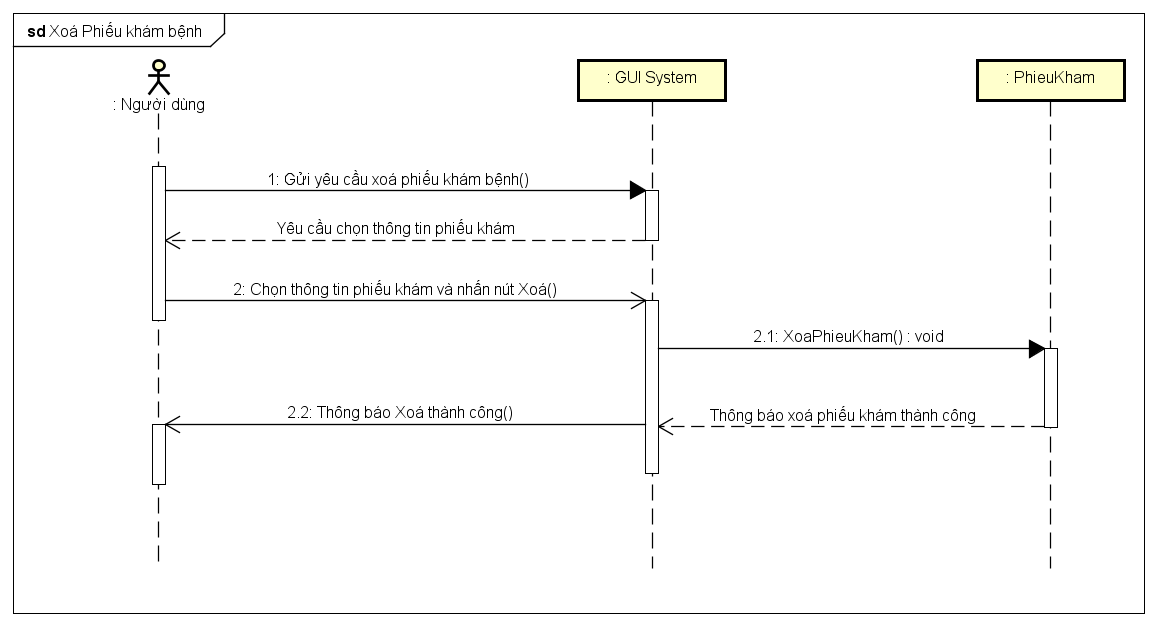 sd Xoá Phiếu khám bệnh
: Người dùng
: GUI System
: PhieuKham
1: Gửi yêu cầu xoá phiếu khám bệnh()
Yêu cầu chọn thông tin phiếu khám
2: Chọn thông tin phiếu khám và nhấn nút Xoá()
2.1: XoaPhieuKham() : void
2.2: Thông báo Xoá thành công()
Thông báo xoá phiếu khám thành công